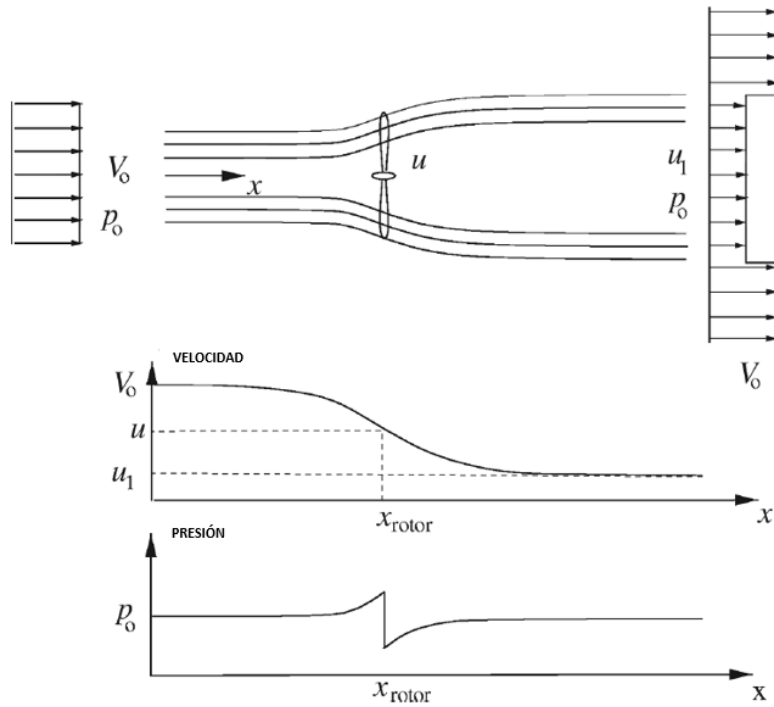 V₀
p₀
x
u
u₁
p₀
V₀
VELOCIDAD
V₀
u
u₁
x_rotor
x
PRESIÓN
p₀
x_rotor
x